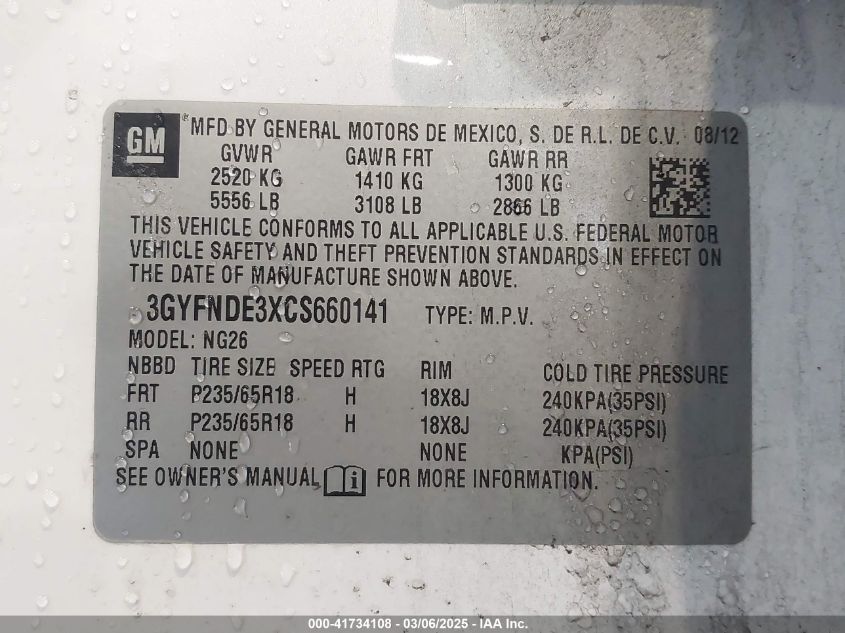 GM
® MFD BY GENERAL MOTORS DE MEXICO, S. DE R.L. DE C.V. 08/12
GVWR GAWR FRT GAWR RR
2520 KG 1410 KG 1300 KG
5556 LB 3108 LB 2866 LB
THIS VEHICLE CONFORMS TO ALL APPLICABLE U.S. FEDERAL MOTOR
VEHICLE SAFETY AND THEFT PREVENTION STANDARDS IN EFFECT ON
THE DATE OF MANUFACTURE SHOWN ABOVE.
3GYFNDE3XCS660141 TYPE: M.P.V.
MODEL: NG26
NBBD TIRE SIZE SPEED RTG RIM COLD TIRE PRESSURE
FRT P235/65R18 H 18X8J 240KPA(35PSI)
RR P235/65R18 H 18X8J 240KPA(35PSI)
SPA NONE NONE KPA(PSI)
SEE OWNER'S MANUAL i FOR MORE INFORMATION.
000-41734108 - 03/06/2025 - IAA Inc.